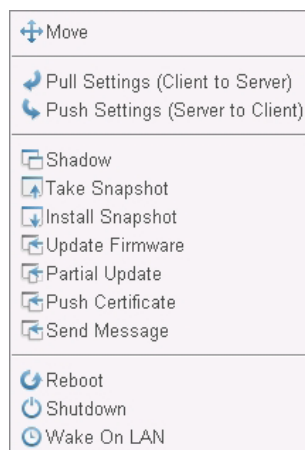 Move
Pull Settings (Client to Server)
Push Settings (Server to Client)
Shadow
Take Snapshot
Install Snapshot
Update Firmware
Partial Update
Push Certificate
Send Message
Reboot
Shutdown
Wake On LAN